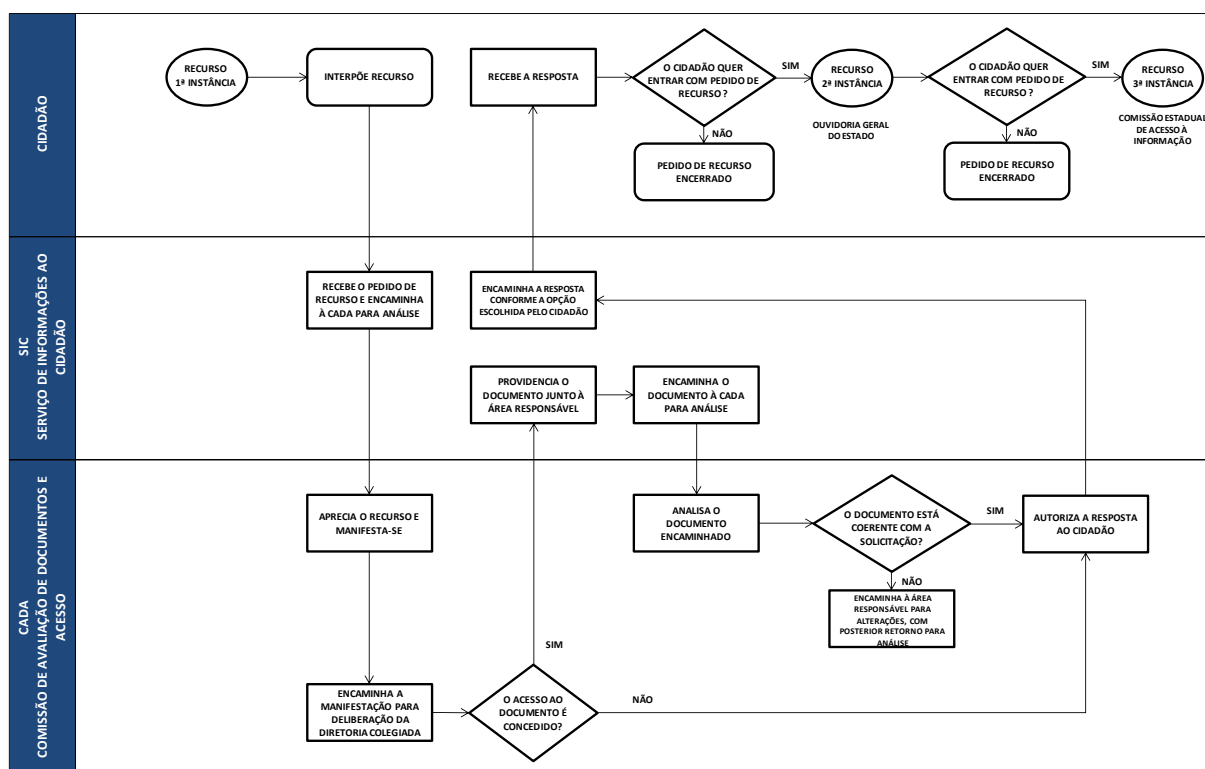 CIDADÃO
RECURSO
1ª INSTÂNCIA
INTERPÕE RECURSO
RECEBE A RESPOSTA
O CIDADÃO QUER
ENTRAR COM PEDIDO DE
RECURSO ?
SIM
NÃO
PEDIDO DE RECURSO
ENCERRADO
RECURSO
2ª INSTÂNCIA
OUVIDORIA GERAL
DO ESTADO
O CIDADÃO QUER
ENTRAR COM PEDIDO DE
RECURSO ?
SIM
NÃO
PEDIDO DE RECURSO
ENCERRADO
RECURSO
3ª INSTÂNCIA
COMISSÃO ESTADUAL
DE ACESSO À
INFORMAÇÃO
SIC
SERVIÇO DE INFORMAÇÕES AO
CIDADÃO
RECEBE O PEDIDO DE
RECURSO E ENCAMINHA
À CADA PARA ANÁLISE
ENCAMINHA A RESPOSTA
CONFORME A OPÇÃO
ESCOLHIDA PELO CIDADÃO
PROVIDENCIA O
DOCUMENTO JUNTO À
ÁREA RESPONSÁVEL
ENCAMINHA O
DOCUMENTO À CADA
PARA ANÁLISE
CADA
COMISSÃO DE AVALIAÇÃO DE DOCUMENTOS E
ACESSO
APRECIA O RECURSO E
MANIFESTA-SE
ANALISA O
DOCUMENTO
ENCAMINHADO
O DOCUMENTO ESTÁ
COERENTE COM A
SOLICITAÇÃO?
SIM
AUTORIZA A RESPOSTA
AO CIDADÃO
NÃO
ENCAMINHA À ÁREA
RESPONSÁVEL PARA
ALTERAÇÕES, COM
POSTERIOR RETORNO PARA
ANÁLISE
SIM
ENCAMINHA A
MANIFESTAÇÃO PARA
DELIBERAÇÃO DA
DIRETORIA COLEGIADA
O ACESSO AO
DOCUMENTO É
CONCEDIDO?
NÃO